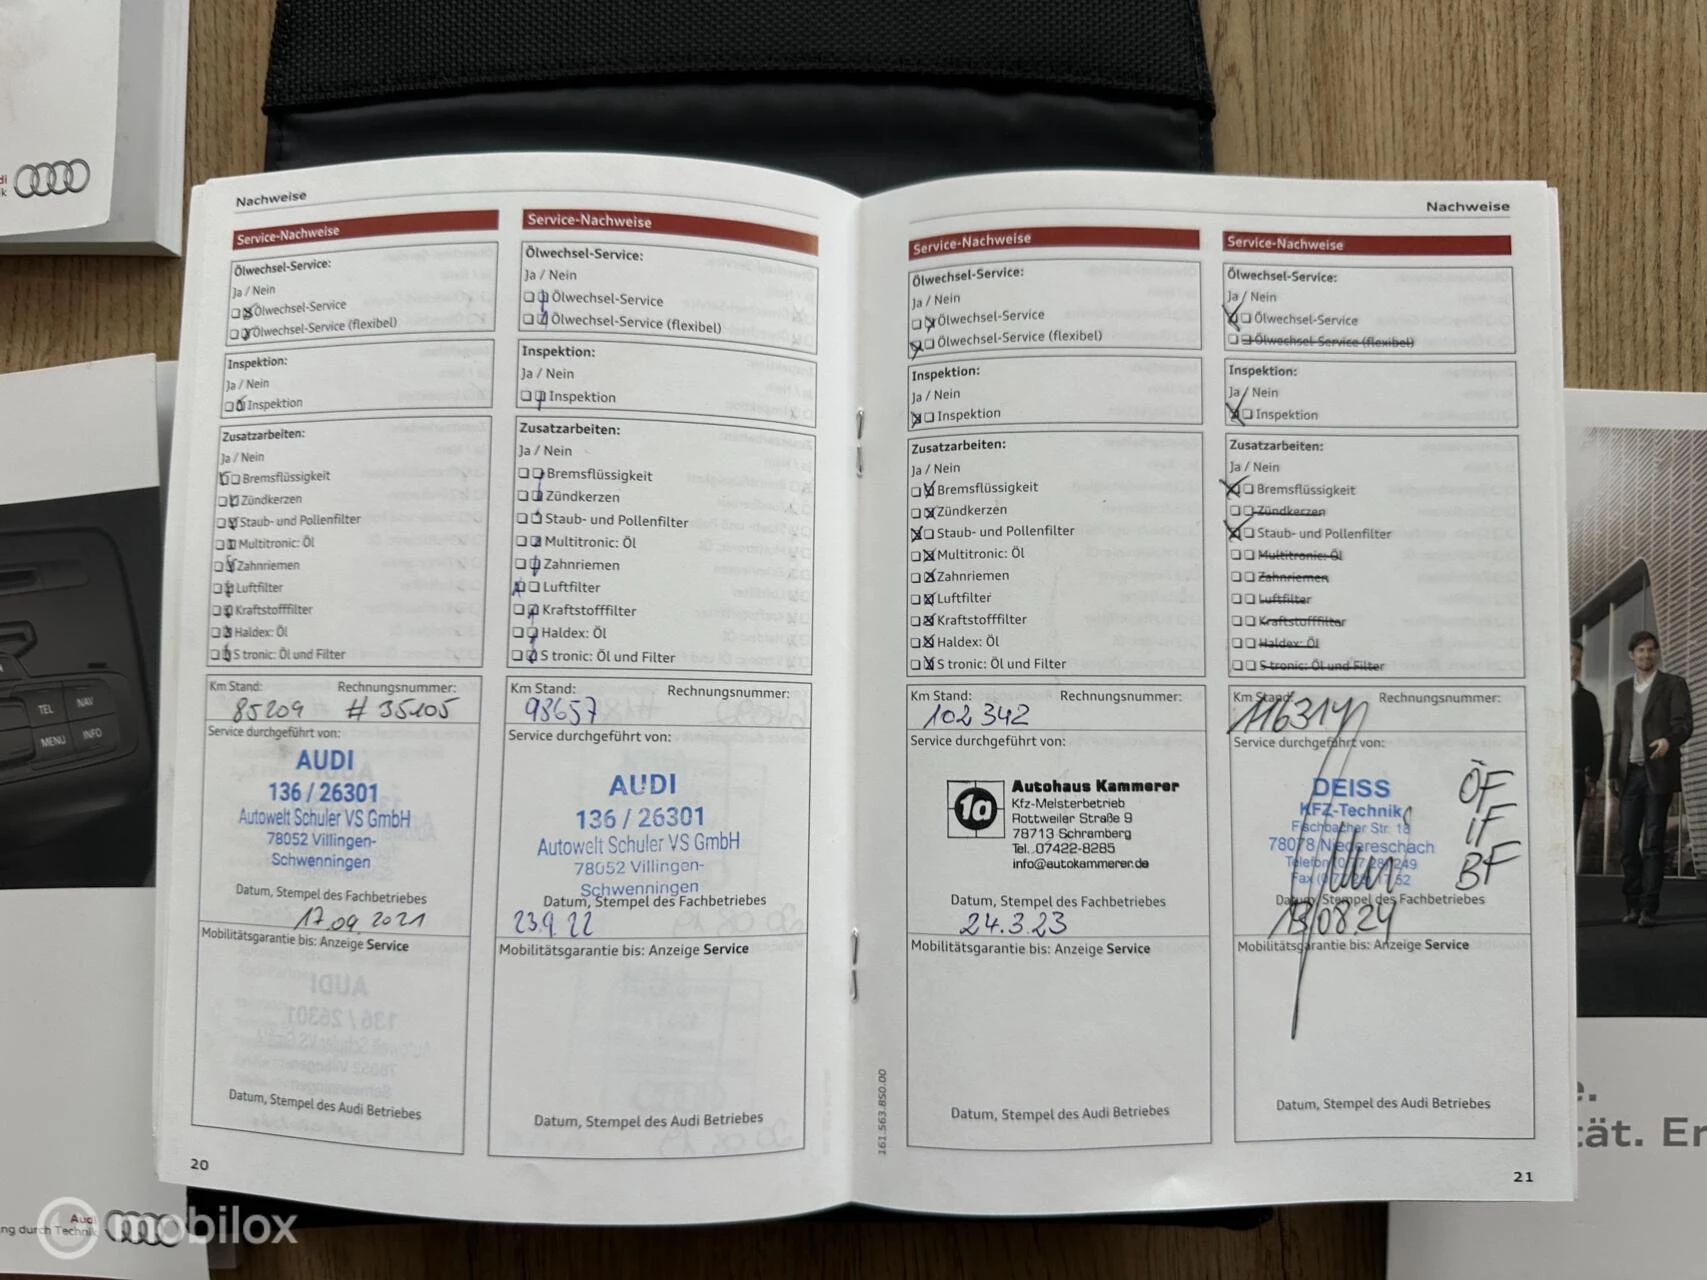 Nachweise
Service-Nachweise
Ölwechsel-Service:
Ja / Nein
Ölwechsel-Service
Ölwechsel-Service (flexibel)
Inspektion:
Ja / Nein
Inspektion
Zusatzarbeiten:
Ja / Nein
Bremsflüssigkeit
Zündkerzen
Staub- und Pollenfilter
Multitronic: Öl
Zahnriemen
Luftfilter
Kraftstofffilter
Haldex: Öl
S tronic: Öl und Filter
Km Stand: Rechnungsnummer:
85209 # 35105
Service durchgeführt von:
AUDI
136 / 26301
Autowelt Schuler VS GmbH
78052 Villingen-
Schwenningen
Datum, Stempel des Fachbetriebes
17.09.2021
Mobilitätsgarantie bis: Anzeige Service
Datum, Stempel des Audi Betriebes
20
Service-Nachweise
Ölwechsel-Service:
Ja / Nein
Ölwechsel-Service
Ölwechsel-Service (flexibel)
Inspektion:
Ja / Nein
Inspektion
Zusatzarbeiten:
Ja / Nein
Bremsflüssigkeit
Zündkerzen
Staub- und Pollenfilter
Multitronic: Öl
Zahnriemen
Luftfilter
Kraftstofffilter
Haldex: Öl
S tronic: Öl und Filter
Km Stand: Rechnungsnummer:
98657
Service durchgeführt von:
AUDI
136 / 26301
Autowelt Schuler VS GmbH
78052 Villingen-
Schwenningen
Datum, Stempel des Fachbetriebes
23.9.22
Mobilitätsgarantie bis: Anzeige Service
Datum, Stempel des Audi Betriebes
Nachweise
Service-Nachweise
Ölwechsel-Service:
Ja / Nein
Ölwechsel-Service
Ölwechsel-Service (flexibel)
Inspektion:
Ja / Nein
Inspektion
Zusatzarbeiten:
Ja / Nein
Bremsflüssigkeit
Zündkerzen
Staub- und Pollenfilter
Multitronic: Öl
Zahnriemen
Luftfilter
Kraftstofffilter
Haldex: Öl
S tronic: Öl und Filter
Km Stand: Rechnungsnummer:
102 342
Service durchgeführt von:
1a
Autohaus Kammerer
Kfz-Meisterbetrieb
Rottweiler Straße 9
78713 Schramberg
Tel. 07422-8285
info@autokammerer.de
Datum, Stempel des Fachbetriebes
24.3.23
Mobilitätsgarantie bis: Anzeige Service
Datum, Stempel des Audi Betriebes
161.563.850.00
Service-Nachweise
Ölwechsel-Service:
Ja / Nein
Ölwechsel-Service
Ölwechsel-Service (flexibel)
Inspektion:
Ja / Nein
Inspektion
Zusatzarbeiten:
Ja / Nein
Bremsflüssigkeit
Zündkerzen
Staub- und Pollenfilter
Multitronic: Öl
Zahnriemen
Luftfilter
Kraftstofffilter
Haldex: Öl
S tronic: Öl und Filter
Km Stand: Rechnungsnummer:
Service durchgeführt von:
DEISS
KFZ-Technik
Fischbacher Str.
78078 Niedereschach
ÖF
IF
BF
Datum, Stempel des Fachbetriebes
Mobilitätsgarantie bis: Anzeige Service
Datum, Stempel des Audi Betriebes
21
TEL
NAV
MENU
INFO
Audi
ng durch Technik
tät. Er
mobilox